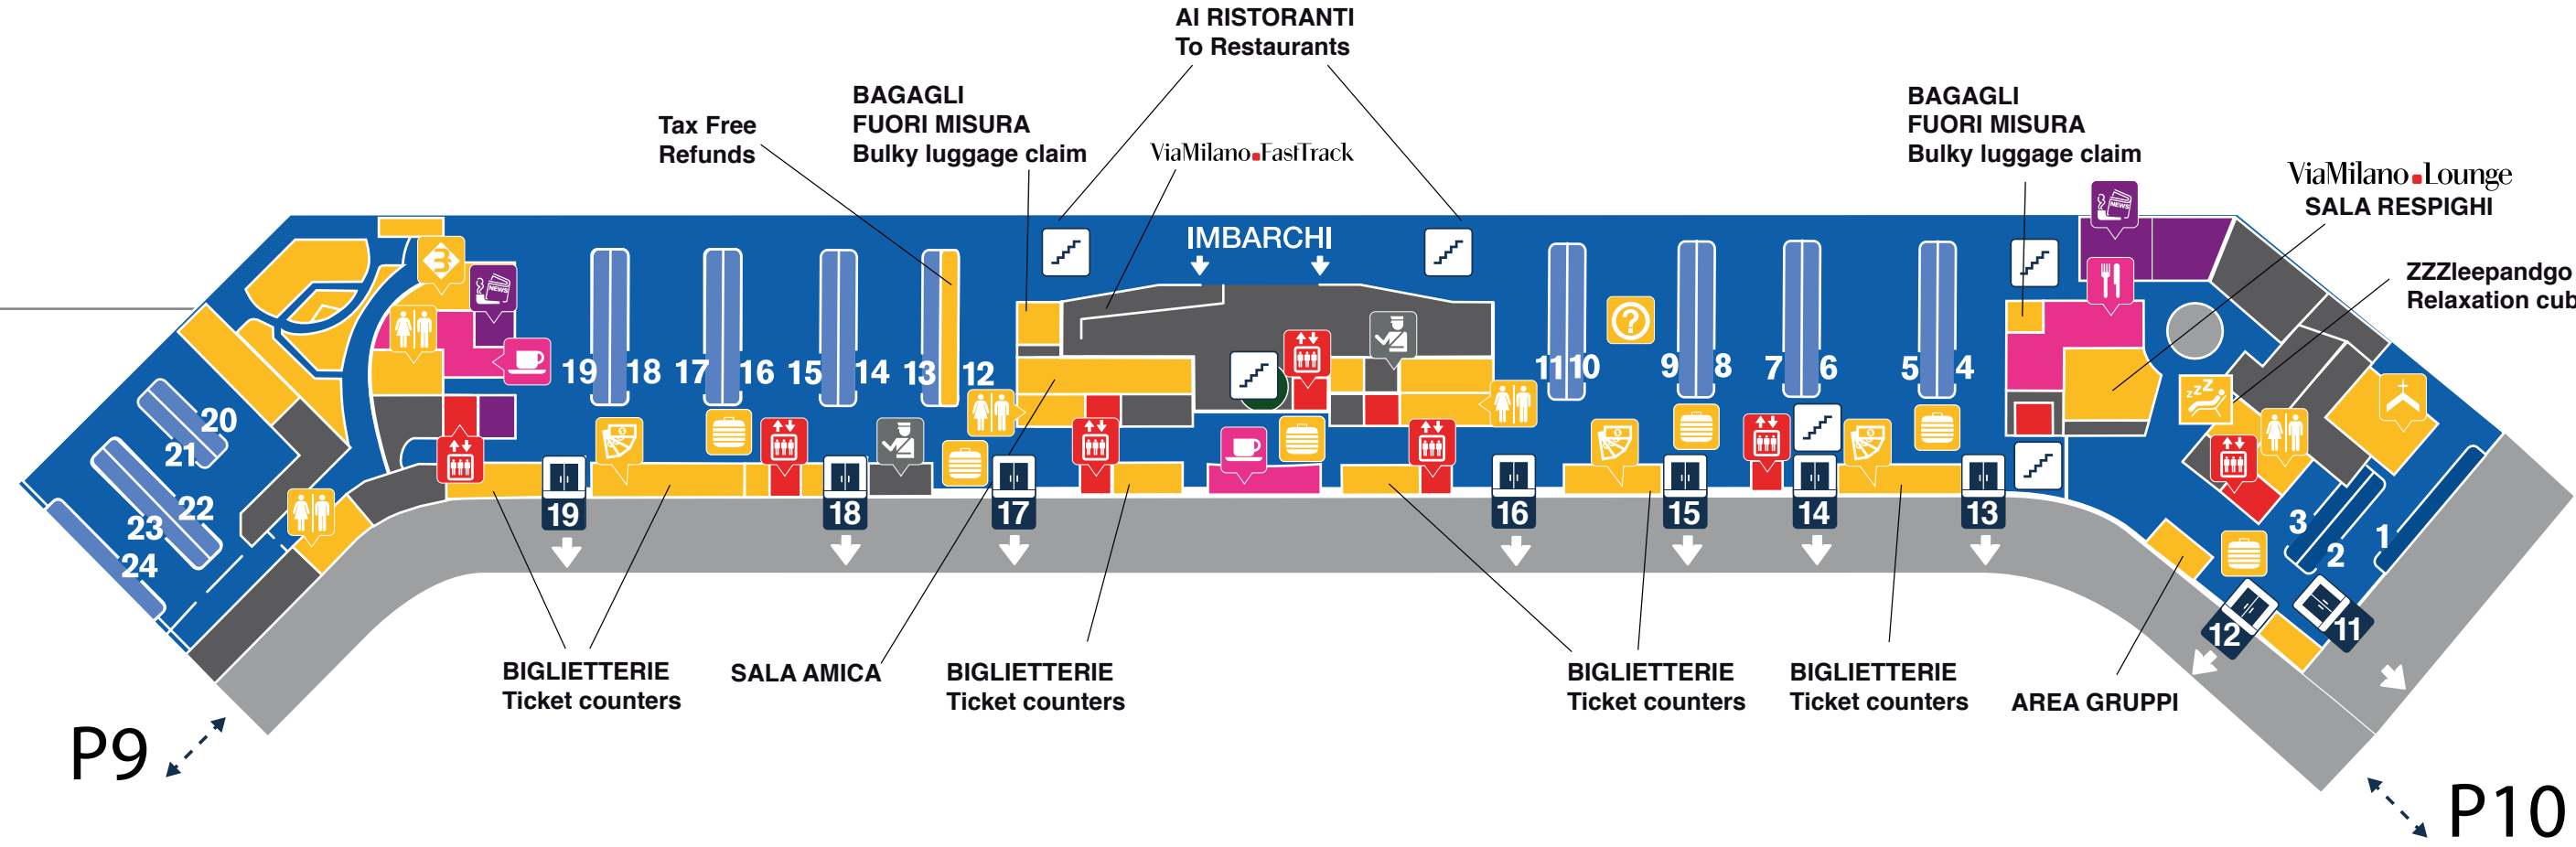 AI RISTORANTI
To Restaurants
BAGAGLI
FUORI MISURA
Bulky luggage claim
Tax Free
Refunds
ViaMilano FastTrack
BAGAGLI
FUORI MISURA
Bulky luggage claim
ViaMilano Lounge
SALA RESPIGHI
ZZZleepandgo
Relaxation cub
IMBARCHI
NEWS
NEWS
?
zzZ
19 18 17 16 15 14 13 12 11 10 9 8 7 6 5 4
20
21
22
23
24
3
2
1
19
18
17
16
15
14
13
12
11
BIGLIETTERIE
Ticket counters
SALA AMICA
BIGLIETTERIE
Ticket counters
BIGLIETTERIE
Ticket counters
BIGLIETTERIE
Ticket counters
AREA GRUPPI
P9
P10